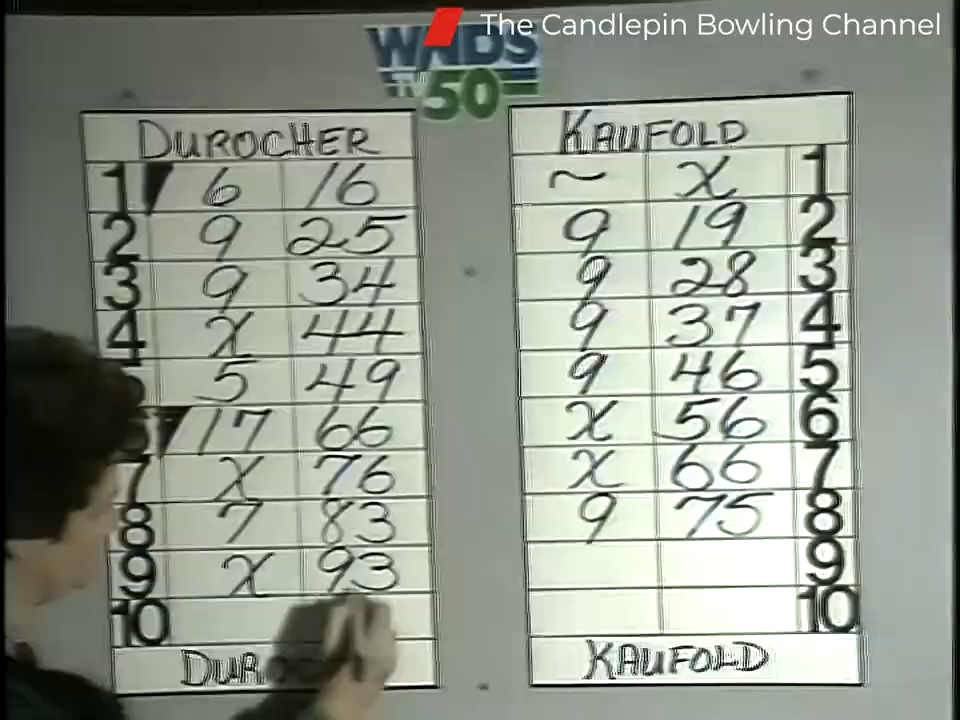 The Candlepin Bowling Channel
WNDS
TV 50
DUROCHER
1 6 16
2 9 25
3 9 34
4 X 44
5 49
17 66
7 X 76
8 7 83
9 X 93
10
KAUFOLD
~ X 1
9 19 2
9 28 3
9 37 4
9 46 5
X 56 6
X 66 7
9 75 8
9
10
KAUFOLD